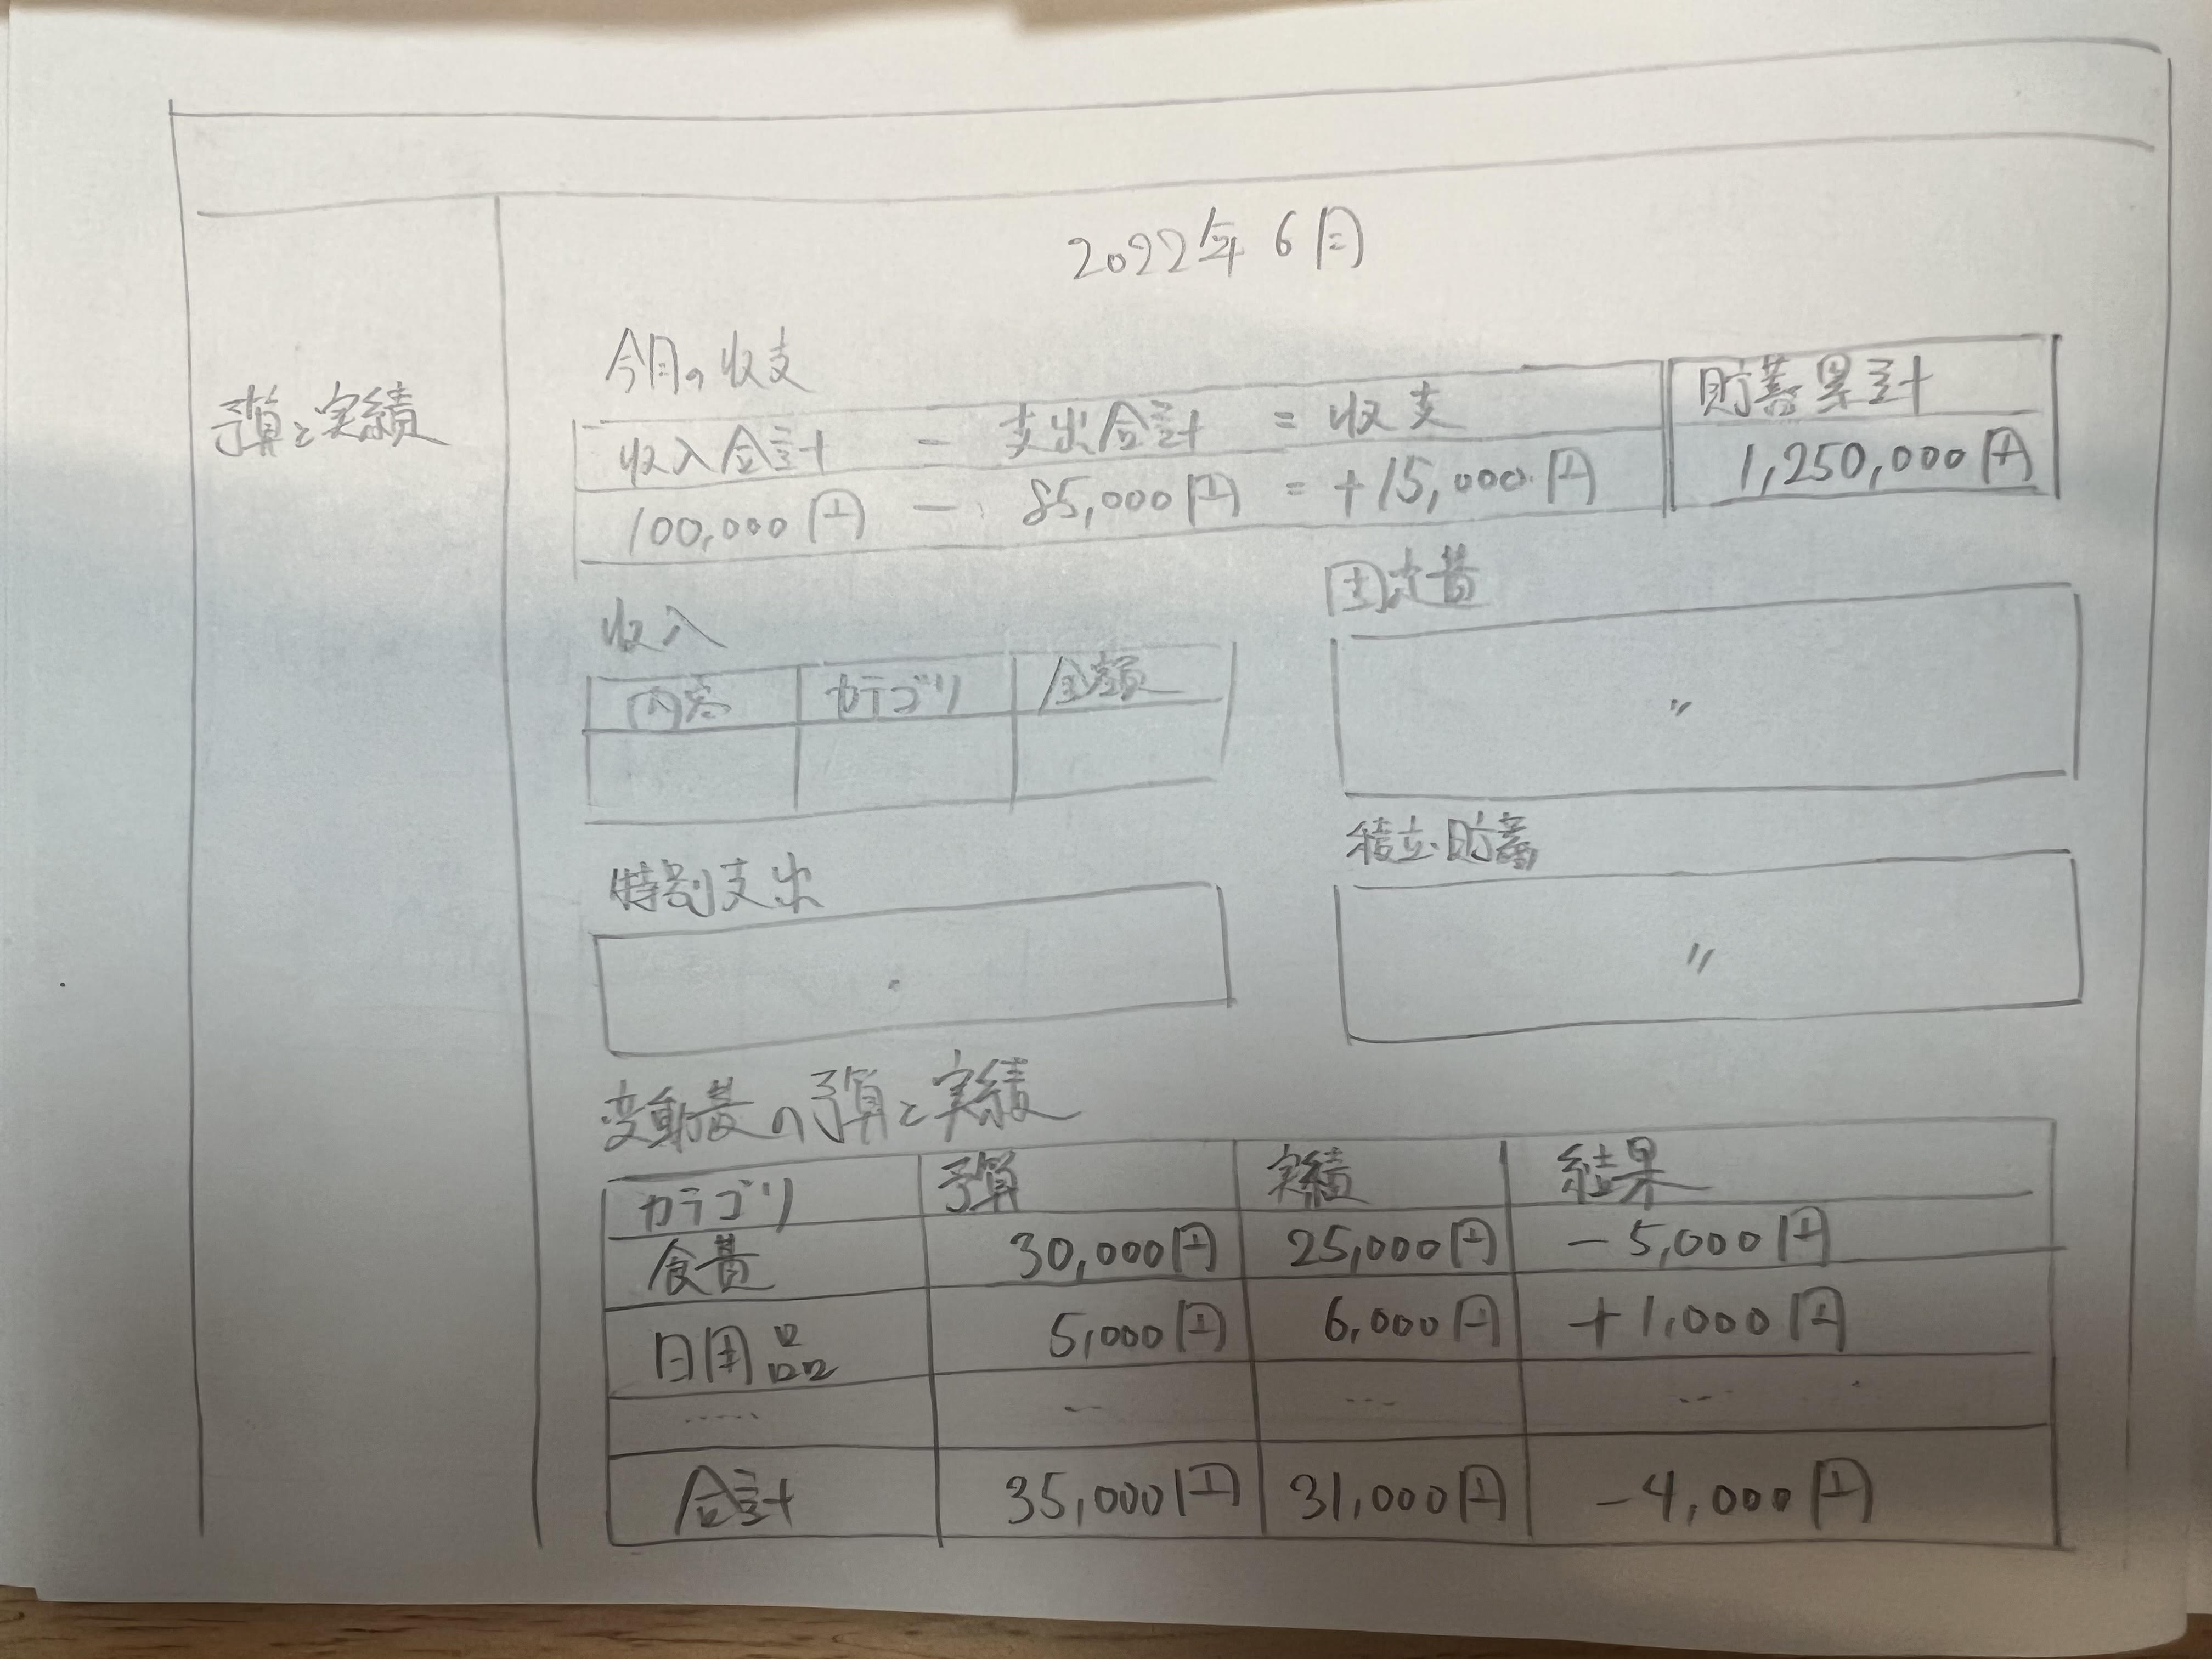 2022年6月
予算と実績
今月の収支
収入合計 － 支出合計 ＝ 収支
貯蓄累計
100,000円 － 85,000円 ＝ +15,000円
1,250,000円
収入
固定費
内容 カテゴリ 金額
〃
特別支出
積立・貯蓄
〃
変動費の予算と実績
カテゴリ 予算 実績 結果
食費 30,000円 25,000円 －5,000円
日用品 5,000円 6,000円 +1,000円
..... ... ... ...
合計 35,000円 31,000円 －4,000円